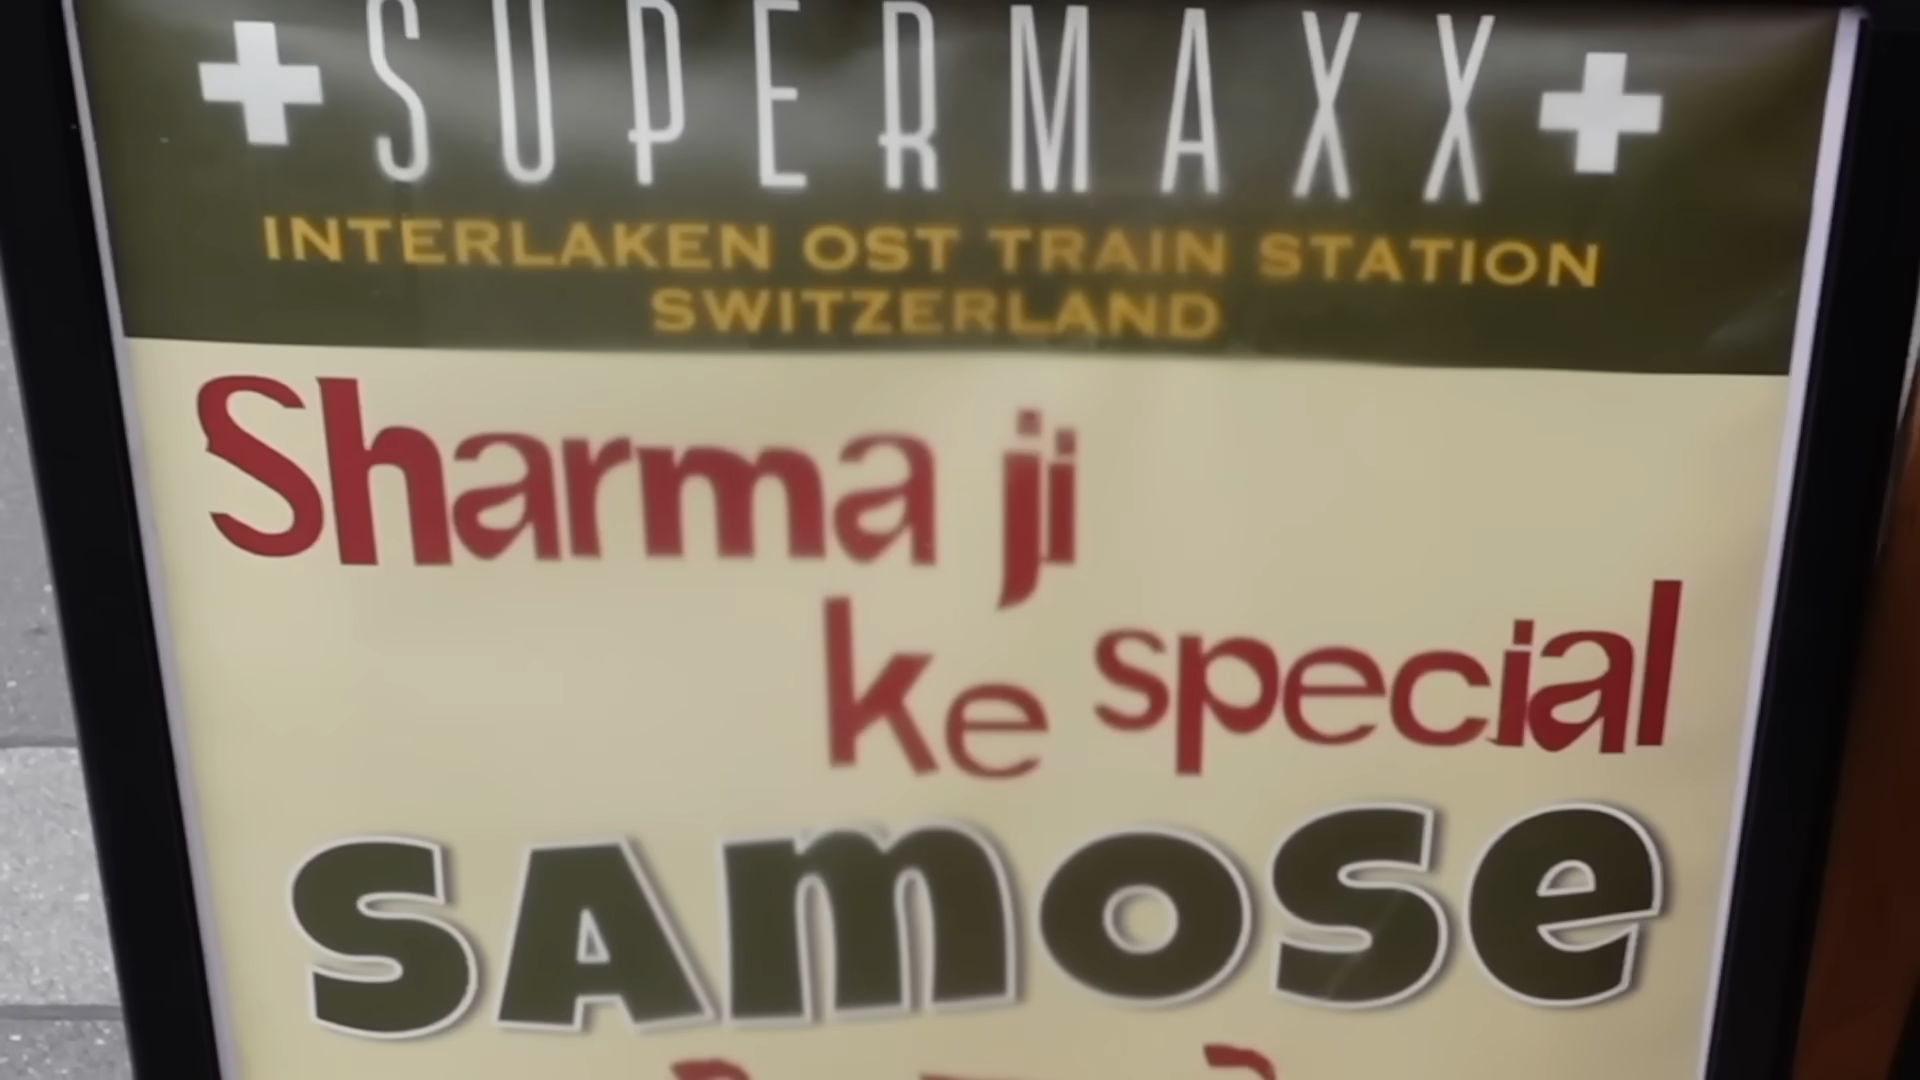 SUPERMAXX
INTERLAKEN OST TRAIN STATION
SWITZERLAND
Sharma ji
ke special
SAMOSE